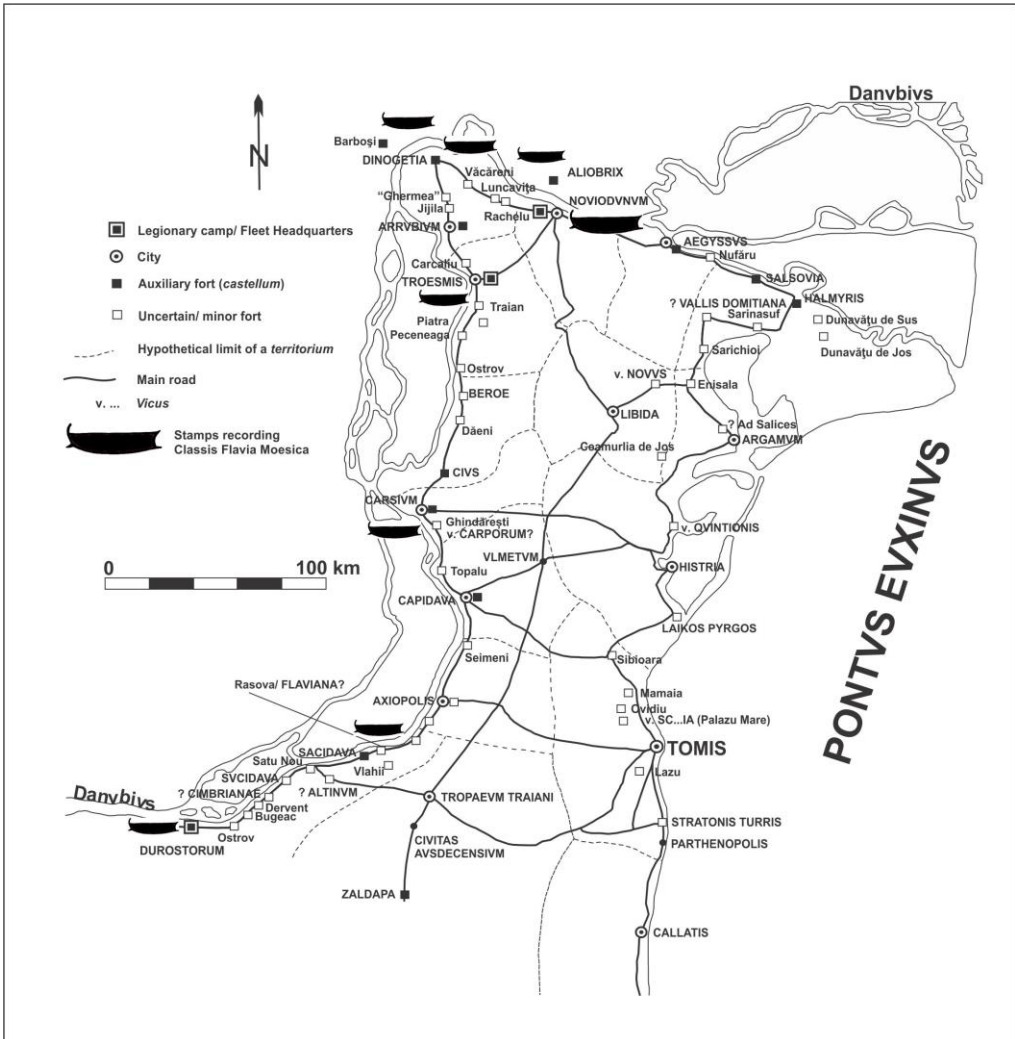 Danvbivs
Barboşi
DINOGETIA
Văcăreni
Luncaviţa
ALIOBRIX
NOVIODVNVM
"Ghermea"
Jijila
Rachelu
ARRVBIVM
N
Legionary camp/ Fleet Headquarters
City
Auxiliary fort (castellum)
Uncertain/ minor fort
Hypothetical limit of a territorium
Main road
v. ... Vicus
Stamps recording
Classis Flavia Moesica
AEGYSSVS
Nufăru
Carcaliu
TROESMIS
SALSOVIA
HALMYRIS
? VALLIS DOMITIANA
Sarinasuf
Dunavăţu de Sus
Dunavăţu de Jos
Traian
Piatra
Peceneaga
Sarichioi
Ostrov
v. NOVVS
Enisala
BEROE
LIBIDA
Dăeni
? Ad Salices
ARGAMVM
Coamurlia de Jos
CIVS
CARSIVM
Ghindăreşti
v. CARPORUM?
v. QVINTIONIS
VLMETVM
HISTRIA
Topalu
0 100 km
CAPIDAVA
LAIKOS PYRGOS
Seimeni
Sibioara
Rasova/ FLAVIANA?
AXIOPOLIS
Mamaia
Ovidiu
v. SC...IA (Palazu Mare)
TOMIS
PONTVS EVXINVS
SACIDAVA
Satu Nou
Vlahii
Lazu
SVCIDAVA
? CIMBRIANAE
? ALTINVM
TROPAEVM TRAIANI
Danvbivs
Dervent
Bugeac
Ostrov
DUROSTORUM
STRATONIS TURRIS
CIVITAS
AVSDECENSIVM
PARTHENOPOLIS
ZALDAPA
CALLATIS